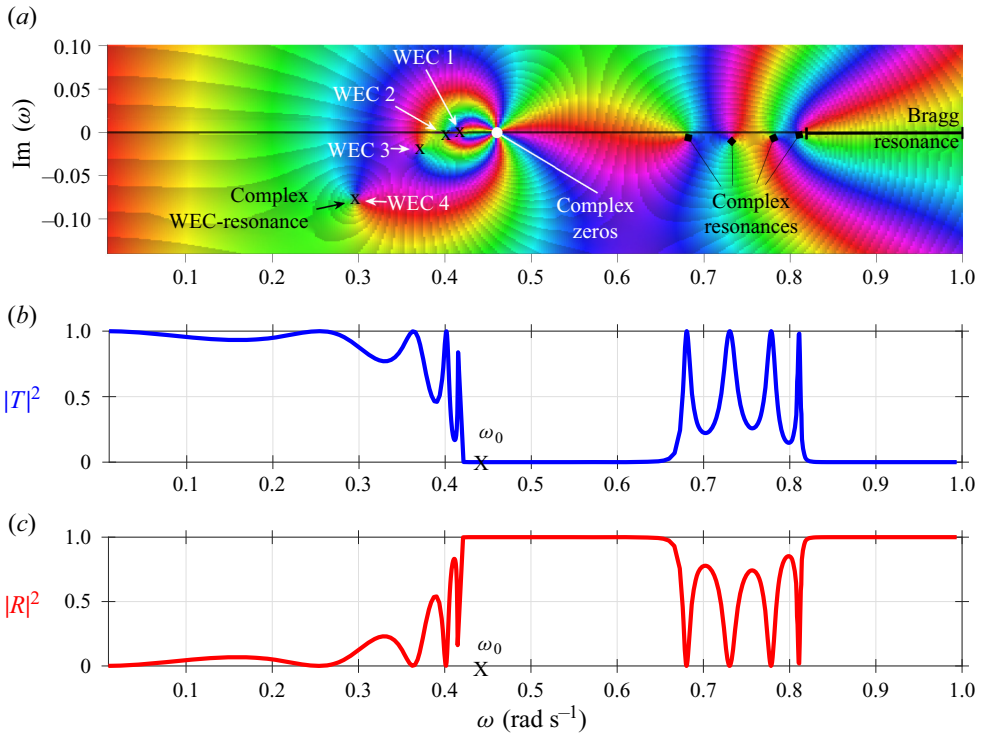 (a)
0.10
0.05
0
−0.05
−0.10
Im (ω)
WEC 1
WEC 2
WEC 3
WEC 4
Complex
WEC-resonance
Complex
zeros
Complex
resonances
Bragg
resonance
0.1 0.2 0.3 0.4 0.5 0.6 0.7 0.8 0.9 1.0
(b)
1.0
0.5
0
|T|²
ω₀
X
0.1 0.2 0.3 0.4 0.5 0.6 0.7 0.8 0.9 1.0
(c)
1.0
0.5
0
|R|²
ω₀
X
0.1 0.2 0.3 0.4 0.5 0.6 0.7 0.8 0.9 1.0
ω (rad s⁻¹)